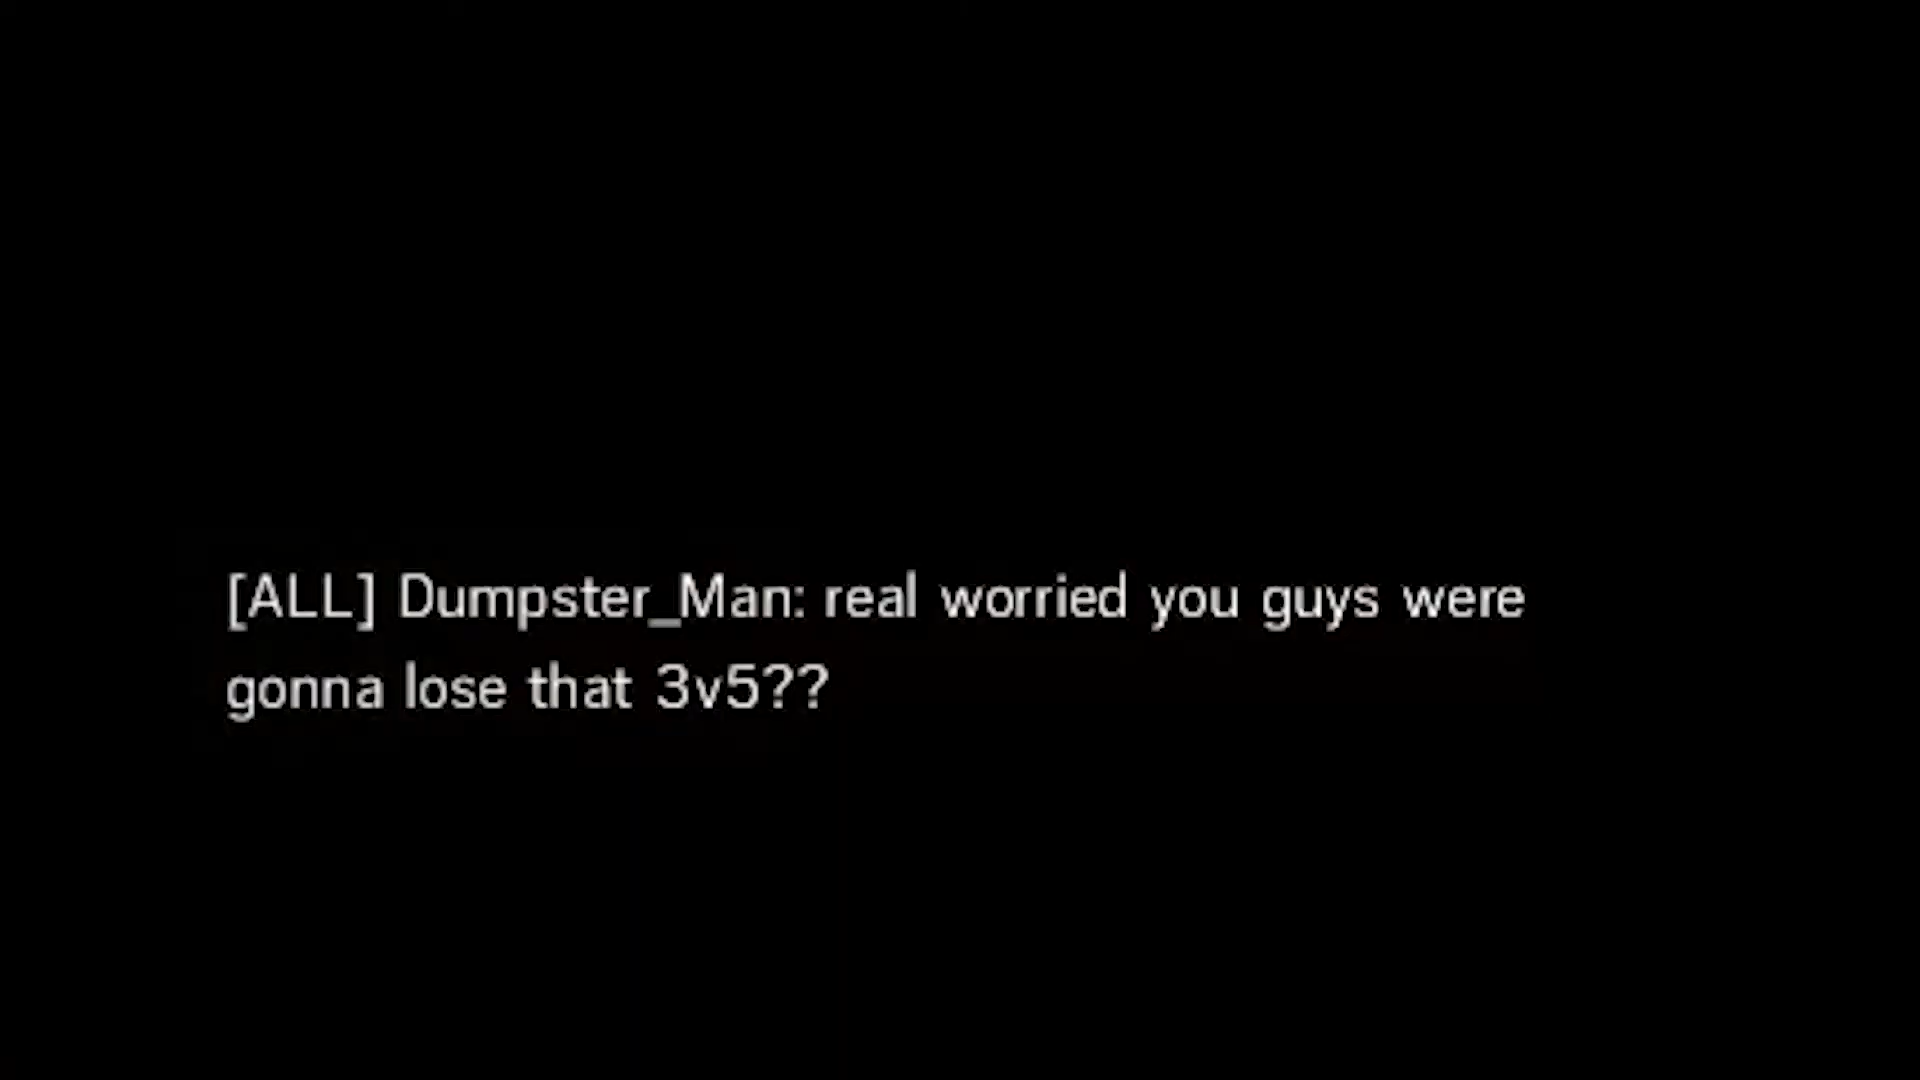 [ALL] Dumpster_Man: real worried you guys were
gonna lose that 3v5??